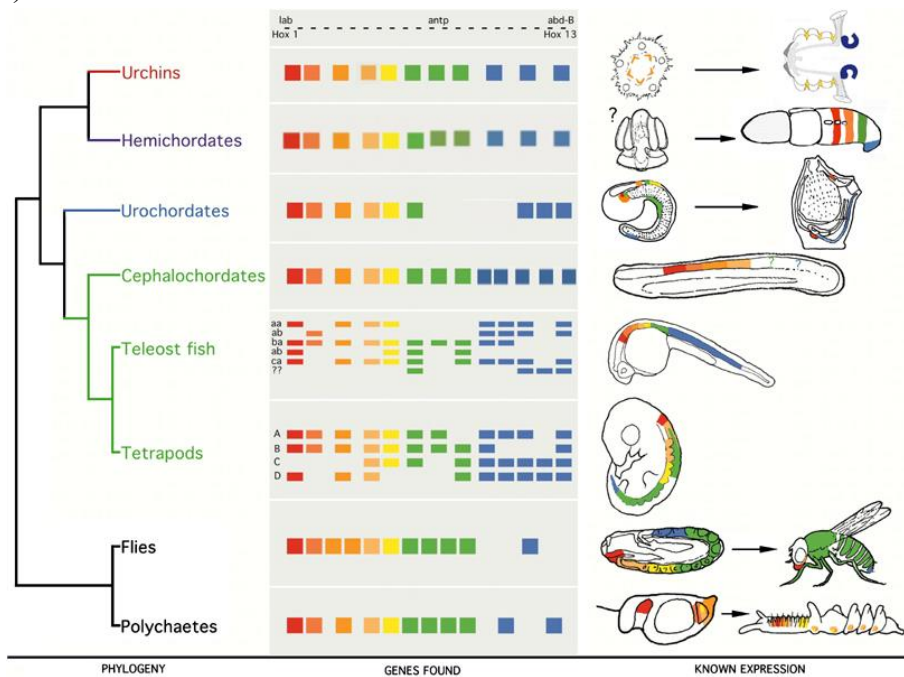 lab antp abd-B
Hox 1 Hox 13
Urchins
?
Hemichordates
Urochordates
Cephalochordates
? ?
aa
ab
ba
Teleost fish
ab
ca
??
A
B
Tetrapods
C
D
Flies
Polychaetes
PHYLOGENY GENES FOUND KNOWN EXPRESSION